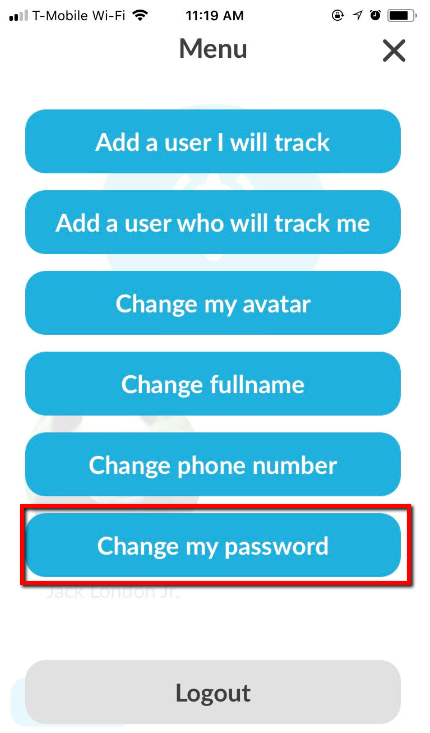 T-Mobile Wi-Fi 11:19 AM
Menu
Add a user I will track
Add a user who will track me
Change my avatar
Change fullname
Change phone number
Change my password
Jack London Jr.
Logout